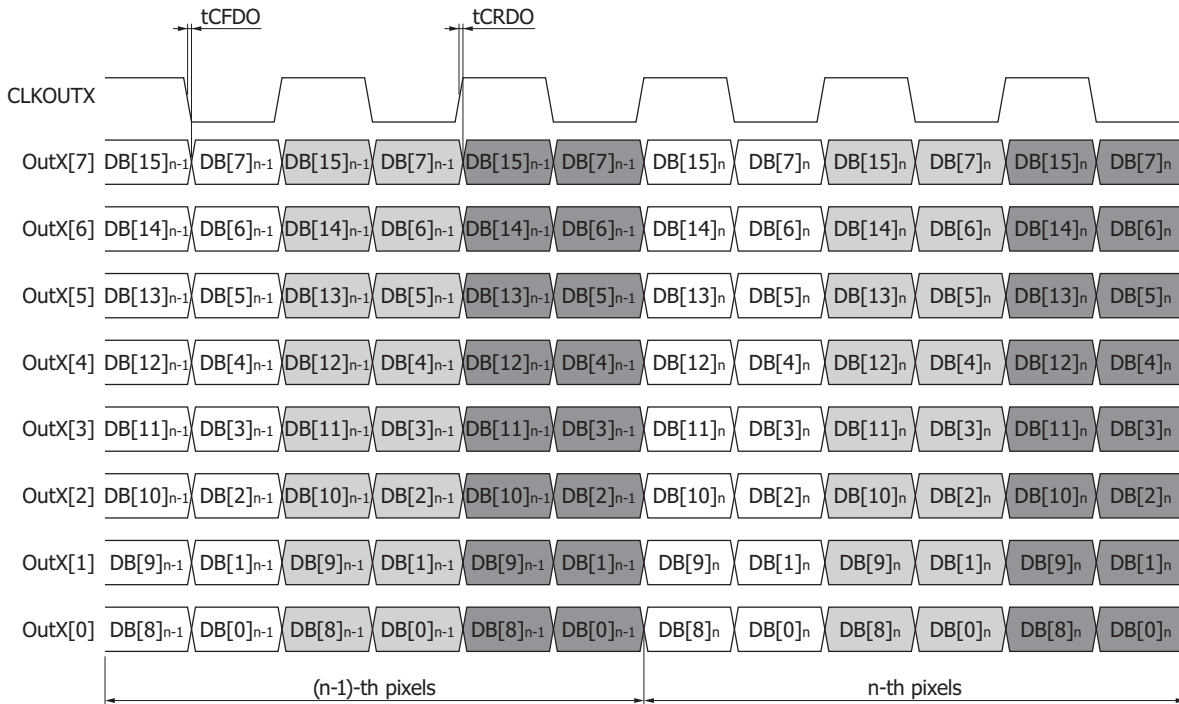 tCFDO tCRDO
CLKOUTX
OutX[7] DB[15]n-1 DB[7]n-1 DB[15]n-1 DB[7]n-1 DB[15]n-1 DB[7]n-1 DB[15]n DB[7]n DB[15]n DB[7]n DB[15]n DB[7]n
OutX[6] DB[14]n-1 DB[6]n-1 DB[14]n-1 DB[6]n-1 DB[14]n-1 DB[6]n-1 DB[14]n DB[6]n DB[14]n DB[6]n DB[14]n DB[6]n
OutX[5] DB[13]n-1 DB[5]n-1 DB[13]n-1 DB[5]n-1 DB[13]n-1 DB[5]n-1 DB[13]n DB[5]n DB[13]n DB[5]n DB[13]n DB[5]n
OutX[4] DB[12]n-1 DB[4]n-1 DB[12]n-1 DB[4]n-1 DB[12]n-1 DB[4]n-1 DB[12]n DB[4]n DB[12]n DB[4]n DB[12]n DB[4]n
OutX[3] DB[11]n-1 DB[3]n-1 DB[11]n-1 DB[3]n-1 DB[11]n-1 DB[3]n-1 DB[11]n DB[3]n DB[11]n DB[3]n DB[11]n DB[3]n
OutX[2] DB[10]n-1 DB[2]n-1 DB[10]n-1 DB[2]n-1 DB[10]n-1 DB[2]n-1 DB[10]n DB[2]n DB[10]n DB[2]n DB[10]n DB[2]n
OutX[1] DB[9]n-1 DB[1]n-1 DB[9]n-1 DB[1]n-1 DB[9]n-1 DB[1]n-1 DB[9]n DB[1]n DB[9]n DB[1]n DB[9]n DB[1]n
OutX[0] DB[8]n-1 DB[0]n-1 DB[8]n-1 DB[0]n-1 DB[8]n-1 DB[0]n-1 DB[8]n DB[0]n DB[8]n DB[0]n DB[8]n DB[0]n
(n-1)-th pixels n-th pixels